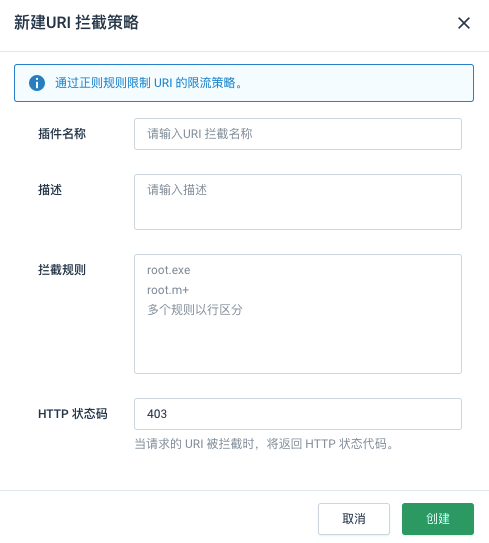 新建URI 拦截策略
通过正则规则限制 URI 的限流策略。
插件名称
请输入URI 拦截名称
描述
请输入描述
拦截规则
root.exe
root.m+
多个规则以行区分
HTTP 状态码
403
当请求的 URI 被拦截时，将返回 HTTP 状态代码。
取消
创建